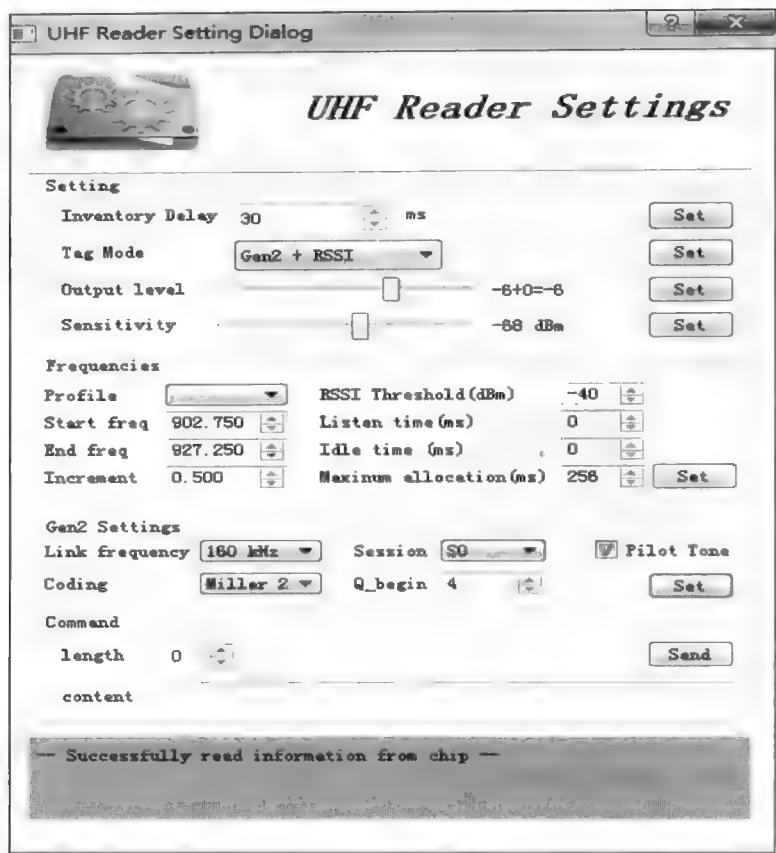 UHF Reader Setting Dialog
UHF Reader Settings
Setting
Inventory Delay 30 ms Set
Tag Mode Gen2 + RSSI Set
Output level -6+0=-6 Set
Sensitivity -68 dBm Set
Frequencies
Profile RSSI Threshold(dBm) -40
Start freq 902.750 Listen time(ms) 0
End freq 927.250 Idle time (ms) 0
Increment 0.500 Maximum allocation(ms) 256 Set
Gen2 Settings
Link frequency 160 kHz Session S0 Pilot Tone
Coding Miller 2 Q_begin 4 Set
Command
length 0 Send
content
— Successfully read information from chip —